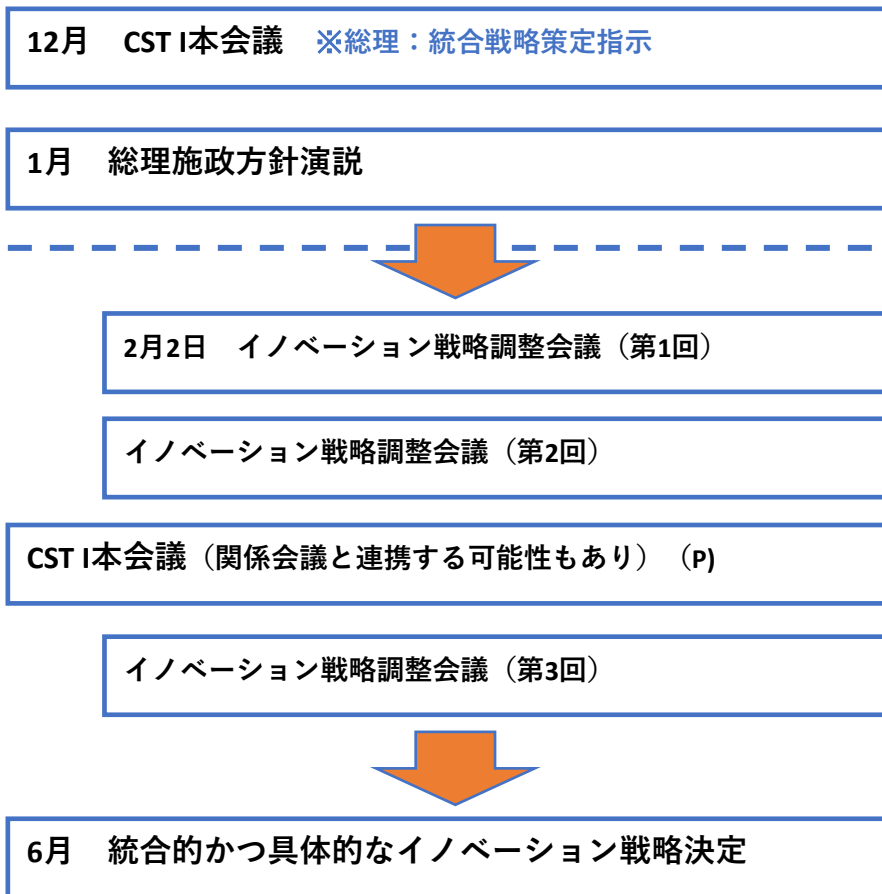 12月　CST I本会議　※総理：統合戦略策定指示
1月　総理施政方針演説
2月2日　イノベーション戦略調整会議（第1回）
イノベーション戦略調整会議（第2回）
CST I本会議（関係会議と連携する可能性もあり）（P)
イノベーション戦略調整会議（第3回）
6月　統合的かつ具体的なイノベーション戦略決定